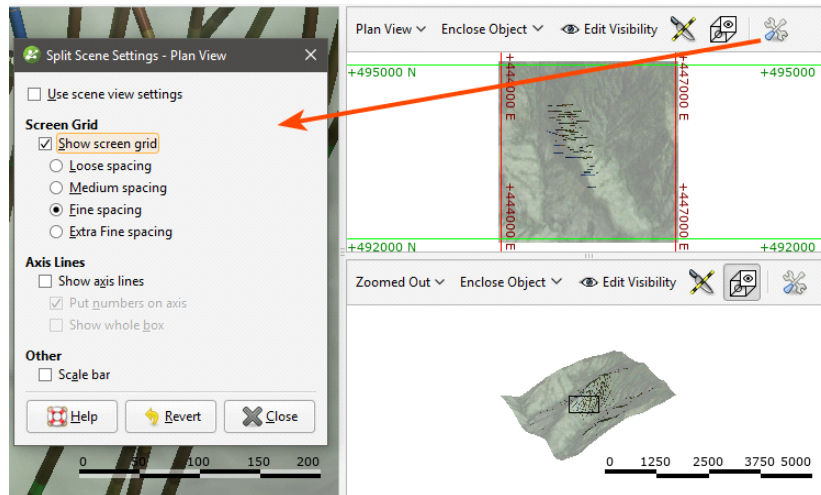 Split Scene Settings - Plan View
Use scene view settings
Screen Grid
Show screen grid
Loose spacing
Medium spacing
Fine spacing
Extra Fine spacing
Axis Lines
Show axis lines
Put numbers on axis
Show whole box
Other
Scale bar
Help Revert Close
0 50 100 150 200
Plan View Enclose Object Edit Visibility
+495000 N +495000
+444000 E
+447000 E
+444000 E
+447000 E
+492000 N +492000
Zoomed Out Enclose Object Edit Visibility
0 1250 2500 3750 5000